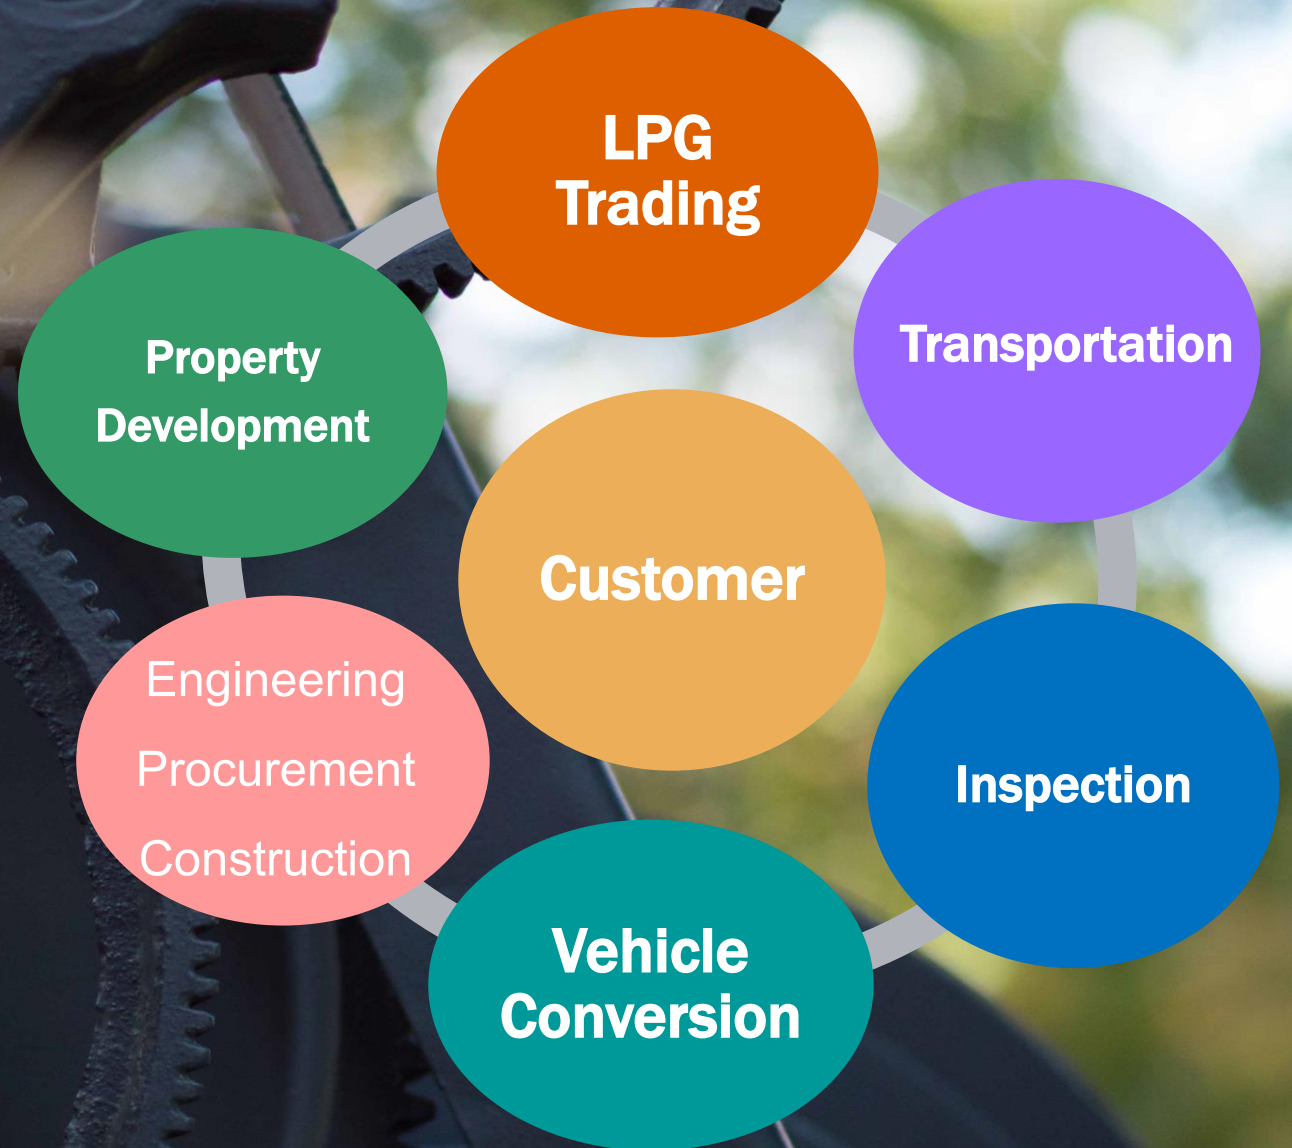 LPG
Trading
Transportation
Property
Development
Customer
Engineering
Procurement
Construction
Inspection
Vehicle
Conversion